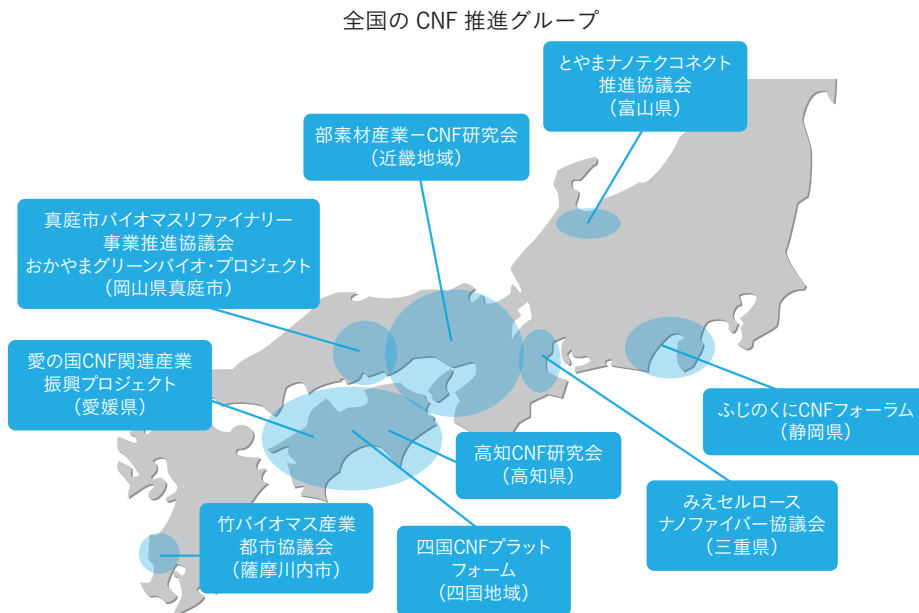 全国の CNF 推進グループ
とやまナノテクコネクト
推進協議会
（富山県）
部素材産業－CNF研究会
（近畿地域）
真庭市バイオマスリファイナリー
事業推進協議会
おかやまグリーンバイオ・プロジェクト
（岡山県真庭市）
愛の国CNF関連産業
振興プロジェクト
（愛媛県）
ふじのくにCNFフォーラム
（静岡県）
高知CNF研究会
（高知県）
みえセルロース
ナノファイバー協議会
（三重県）
竹バイオマス産業
都市協議会
（薩摩川内市）
四国CNFプラット
フォーム
（四国地域）